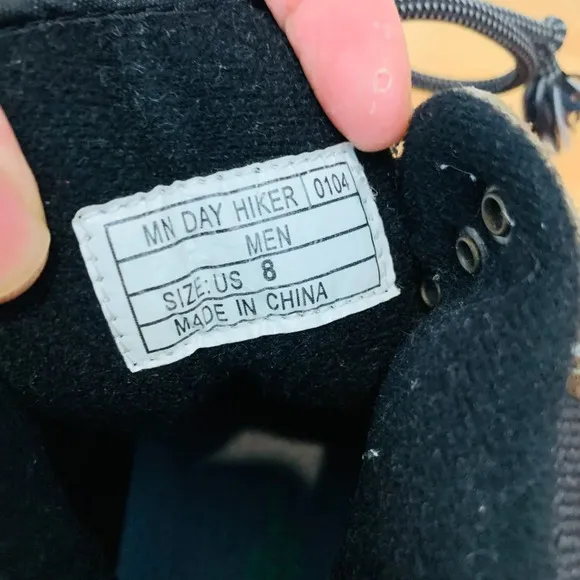 MN DAY HIKER 0104
MEN
SIZE: US 8
MADE IN CHINA